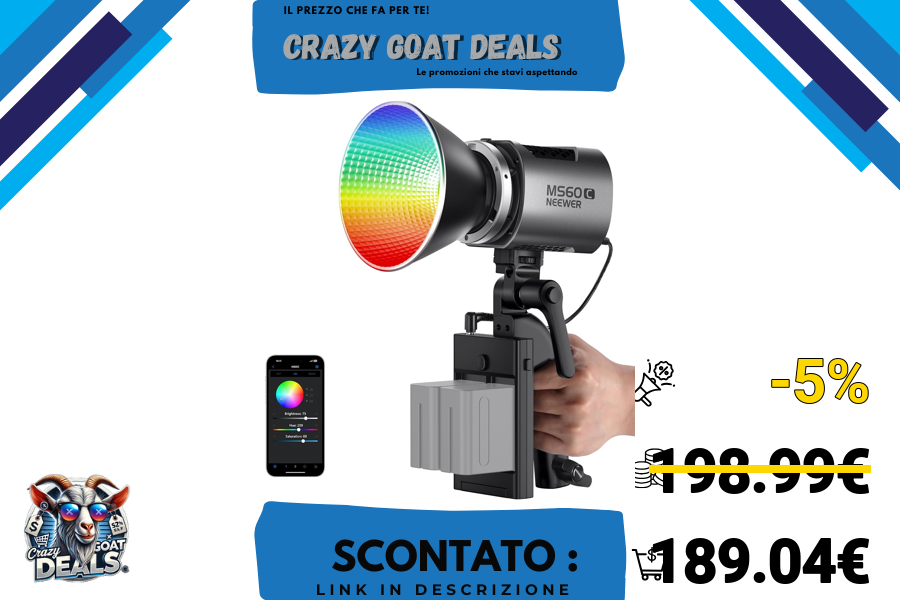 IL PREZZO CHE FA PER TE!
CRAZY GOAT DEALS
Le promozioni che stavi aspettando
MS60 C
NEEWER
-5%
198.99€
SCONTATO :
LINK IN DESCRIZIONE
189.04€
Crazy GOAT
DEALS